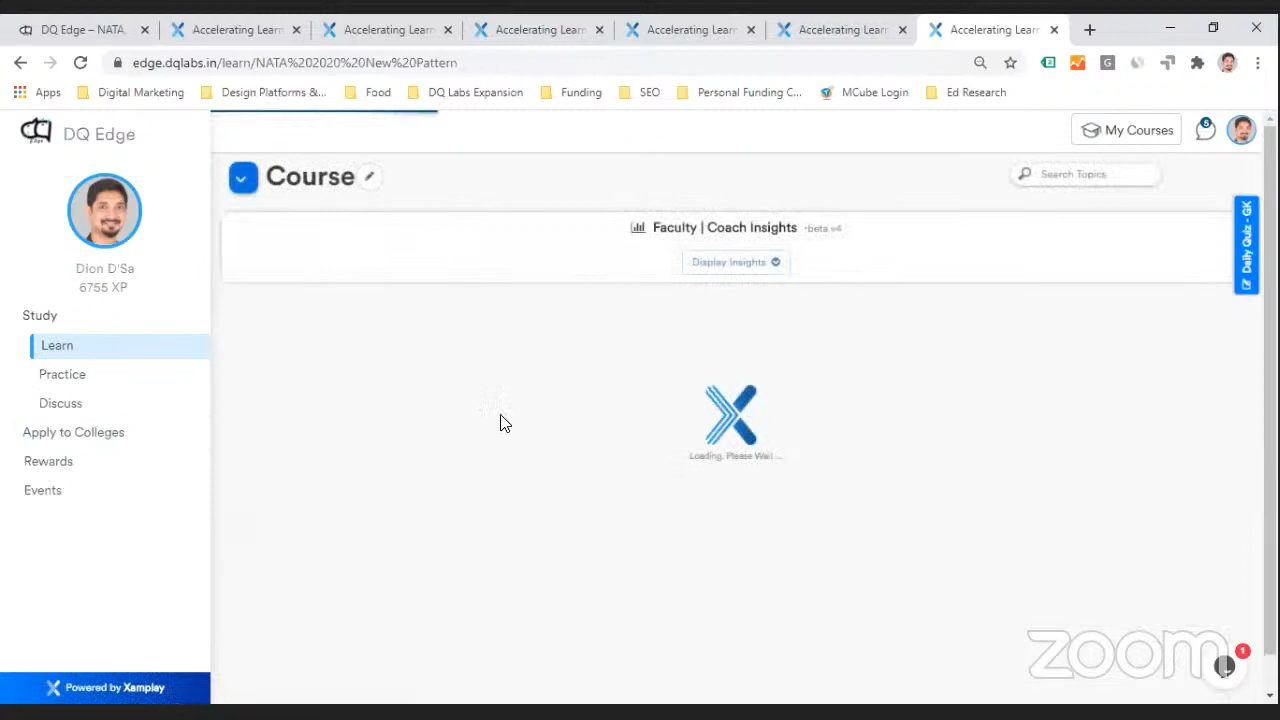 DQ Edge – NATA
Accelerating Learn
Accelerating Learn
Accelerating Learn
Accelerating Learn
Accelerating Learn
Accelerating Learn
edge.dqlabs.in/learn/NATA%202020%20New%20Pattern
Apps
Digital Marketing
Design Platforms &...
Food
DQ Labs Expansion
Funding
SEO
Personal Funding C...
MCube Login
Ed Research
DQ Edge
My Courses
5
Course
Search Topics
Faculty | Coach Insights -beta v4
Display Insights
Daily Quiz - GK
Dion D'Sa
6755 XP
Study
Learn
Practice
Discuss
Apply to Colleges
Rewards
Events
Loading, Please Wait ...
zoom
1
Powered by Xamplay